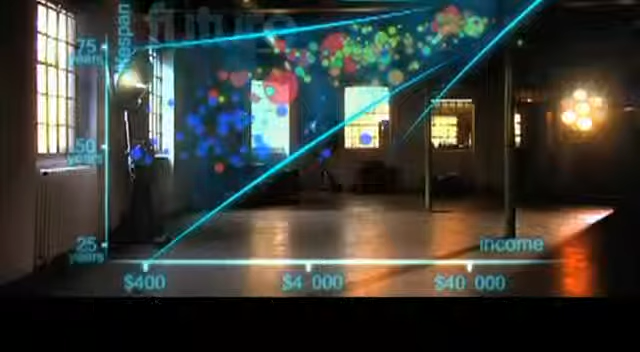 future
lifespan
75
years
50
years
25
years
income
$400
$4 000
$40 000